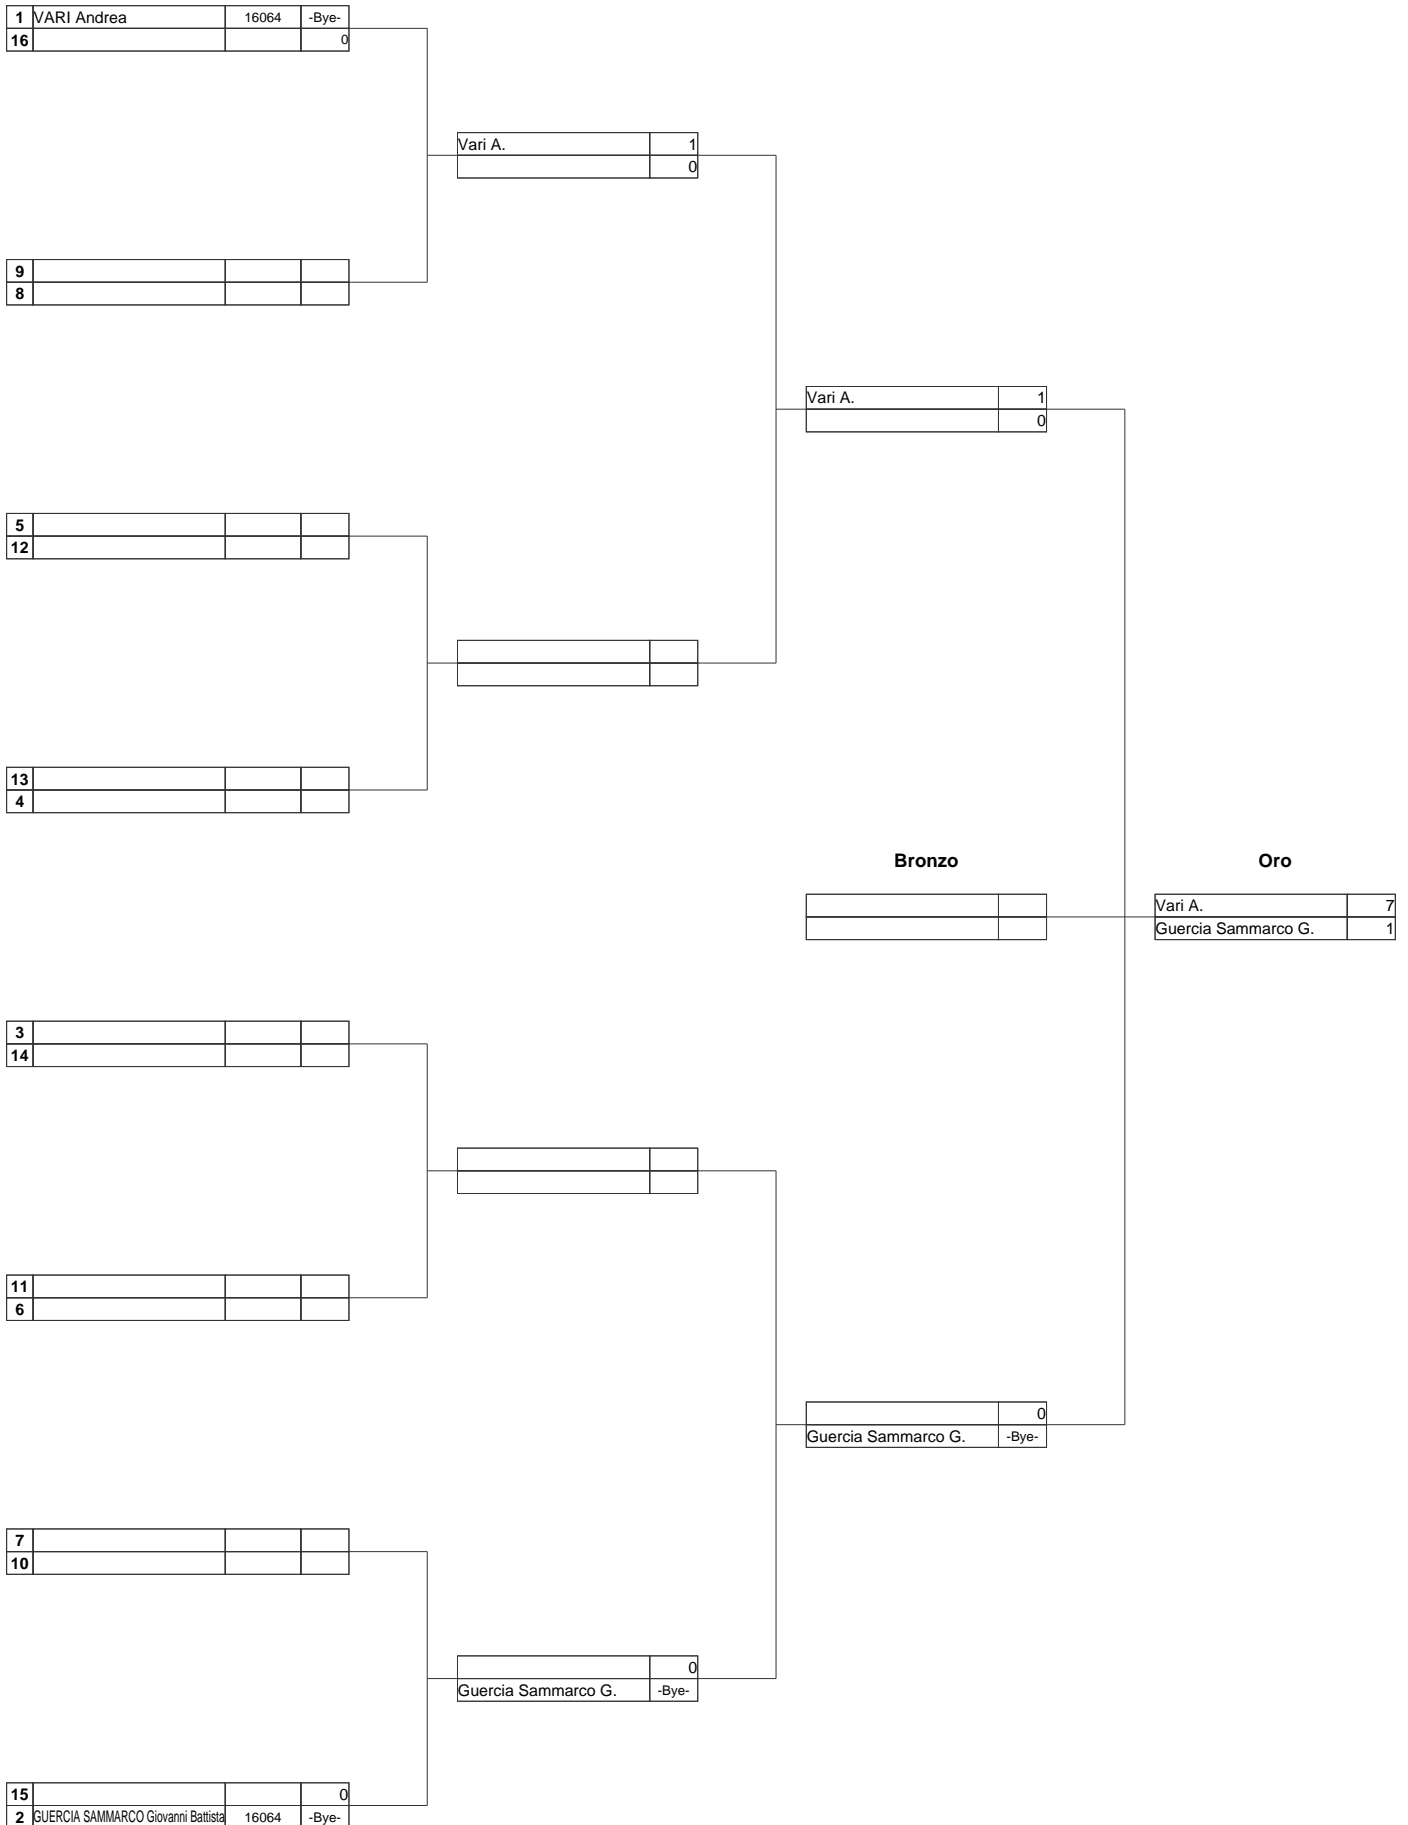 1 VARI Andrea 16064 -Bye-
16 0
Vari A. 1
0
9
8
Vari A. 1
0
5
12
13
4
Bronzo Oro
Vari A. 7
Guercia Sammarco G. 1
3
14
11
6
0
Guercia Sammarco G. -Bye-
7
10
0
Guercia Sammarco G. -Bye-
15 0
2 GUERCIA SAMMARCO Giovanni Battista 16064 -Bye-